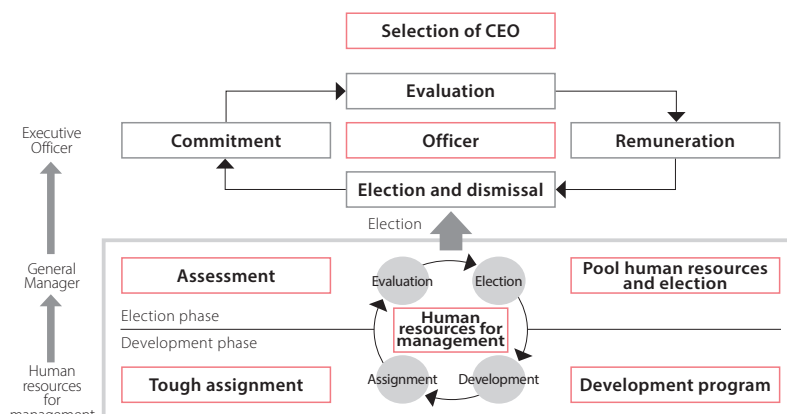 Selection of CEO
Evaluation
Executive
Officer
Commitment
Officer
Remuneration
Election and dismissal
Election
General
Manager
Assessment
Evaluation
Election
Pool human resources
and election
Election phase
Human
resources for
management
Development phase
Human
resources
for
management
Tough assignment
Assignment
Development
Development program